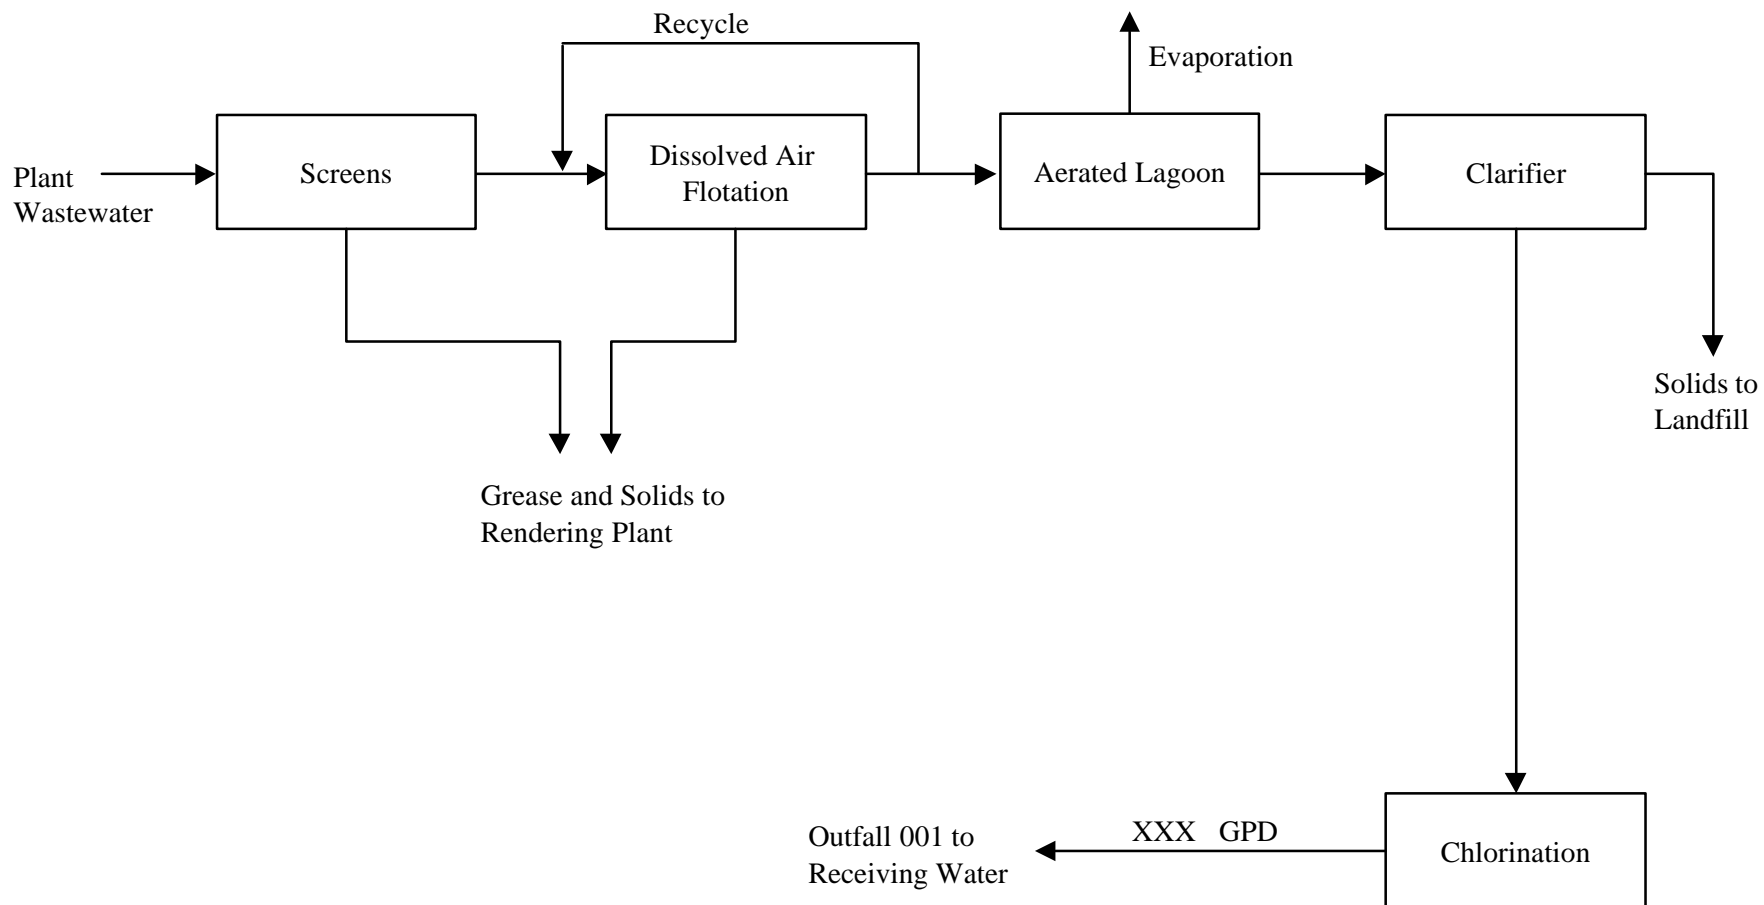 Recycle
Evaporation
Plant
Wastewater
Screens
Dissolved Air
Flotation
Aerated Lagoon
Clarifier
Solids to
Landfill
Grease and Solids to
Rendering Plant
Outfall 001 to
Receiving Water
XXX GPD
Chlorination